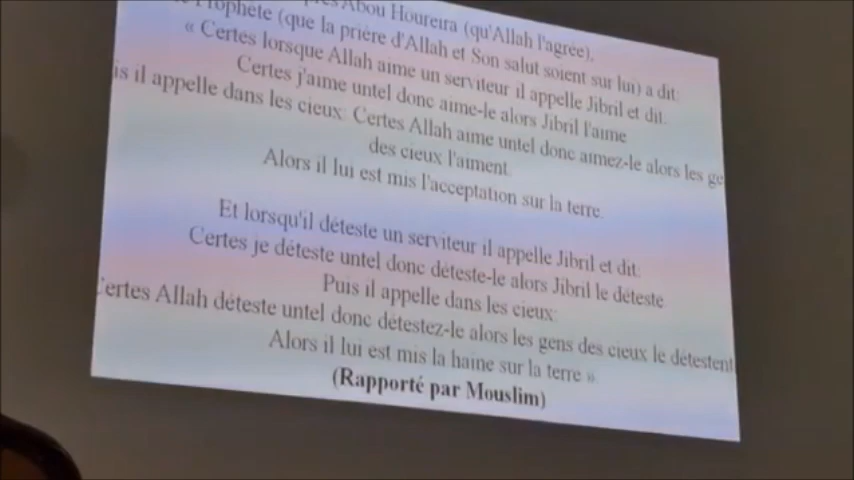 Abou Houreira (qu'Allah l'agrée),
Prophète (que la prière d'Allah et Son salut soient sur lui) a dit:
« Certes lorsque Allah aime un serviteur il appelle Jibril et dit:
Certes j'aime untel donc aime-le alors Jibril l'aime
is il appelle dans les cieux: Certes Allah aime untel donc aimez-le alors les ge
des cieux l'aiment.
Alors il lui est mis l'acceptation sur la terre.
Et lorsqu'il déteste un serviteur il appelle Jibril et dit:
Certes je déteste untel donc déteste-le alors Jibril le déteste
Puis il appelle dans les cieux:
Certes Allah déteste untel donc détestez-le alors les gens des cieux le détestent
Alors il lui est mis la haine sur la terre ».
(Rapporté par Mouslim)